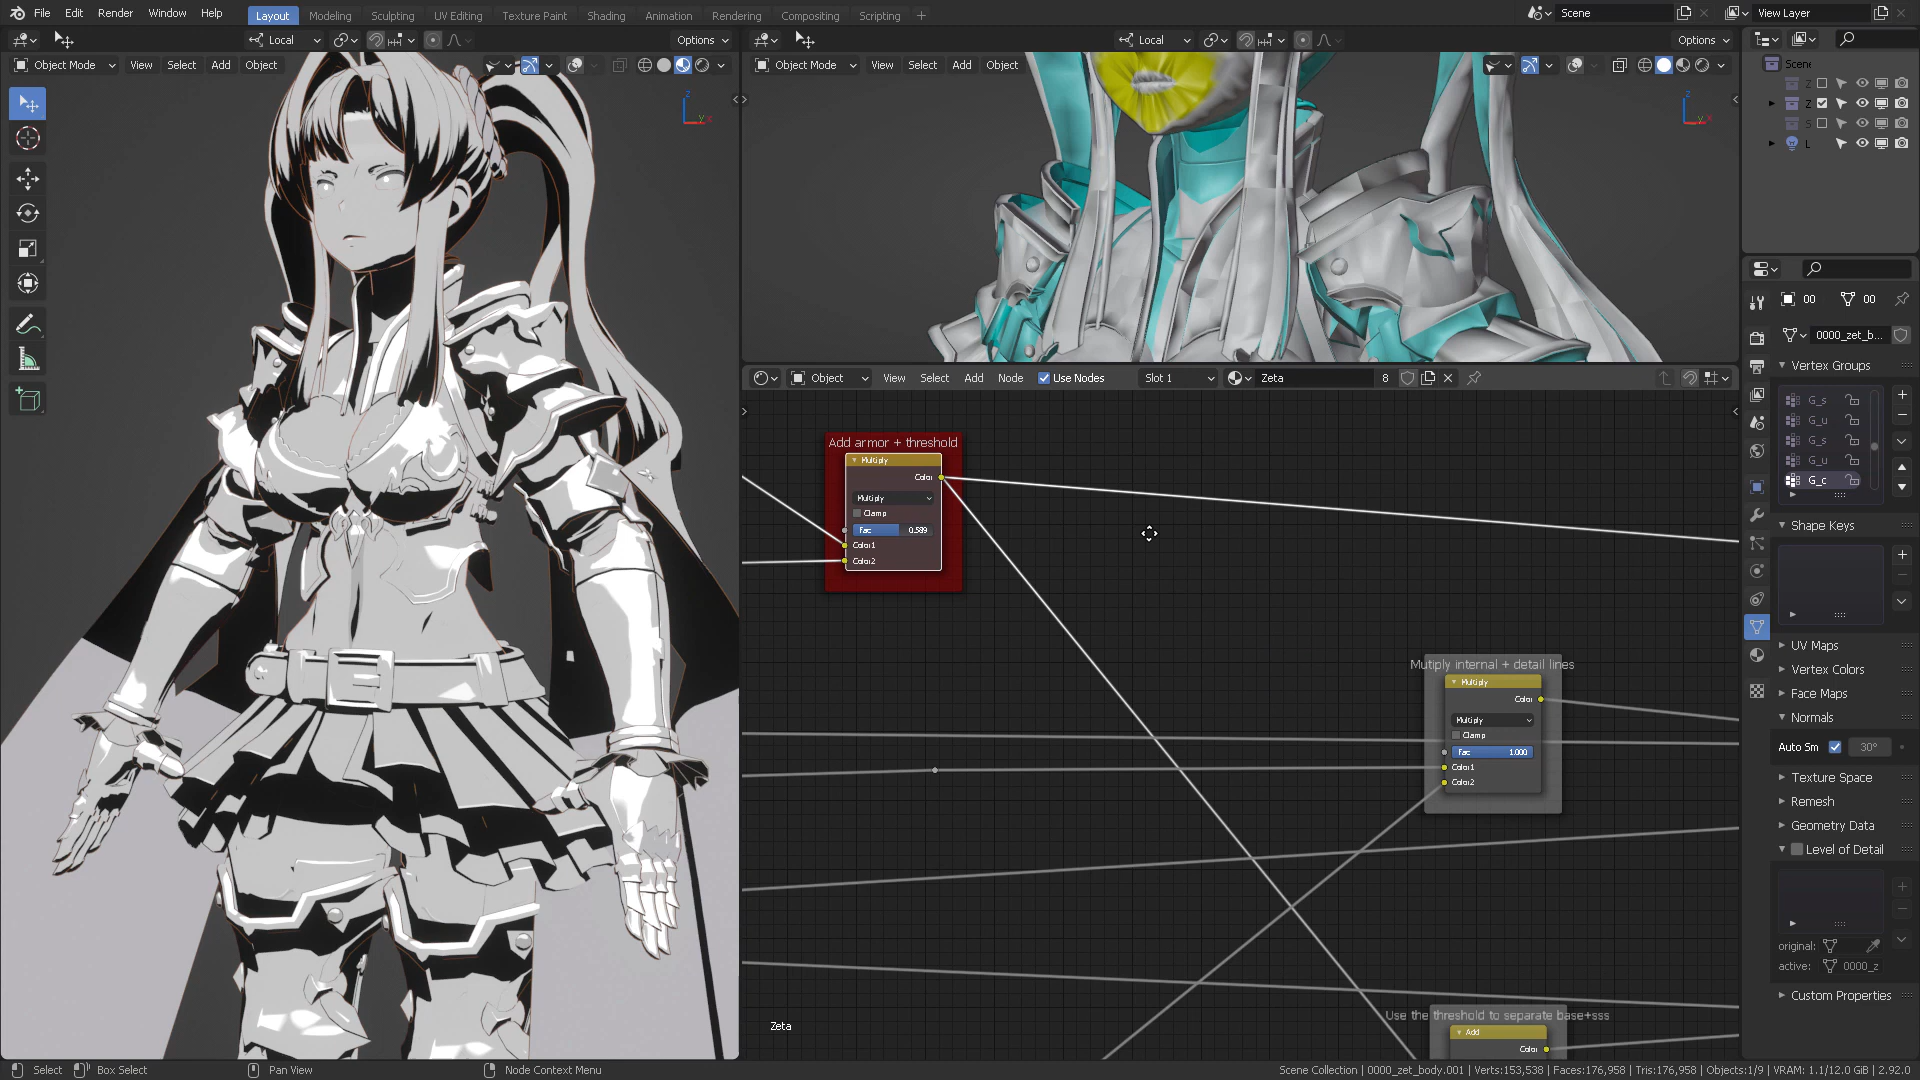 File Edit Render Window Help
Layout Modeling Sculpting UV Editing Texture Paint Shading Animation Rendering Compositing Scripting +
Scene
View Layer
Local
Options
Local
Options
Object Mode View Select Add Object
Object Mode View Select Add Object
Scene
Z
Z
S
L
Z
Y X
Z
Y X
00 00
0000_zet_b...
Vertex Groups
G_s
G_u
G_s
G_u
G_c
Object View Select Add Node Use Nodes Slot 1 Zeta 8
Add armor + threshold
Multiply
Color
Multiply
Clamp
Fac 0.589
Color1
Color2
Mutiply internal + detail lines
Multiply
Color
Multiply
Clamp
Fac 1.000
Color1
Color2
Use the threshold to separate base+sss
Add
Color
Zeta
Shape Keys
UV Maps
Vertex Colors
Face Maps
Normals
Auto Sm 30°
Texture Space
Remesh
Geometry Data
Level of Detail
original:
active: 0000_z
Custom Properties
Select Box Select Pan View Node Context Menu
Scene Collection | 0000_zet_body.001 | Verts:153,538 | Faces:176,958 | Tris:176,958 | Objects:1/9 | VRAM: 1.1/12.0 GiB | 2.92.0